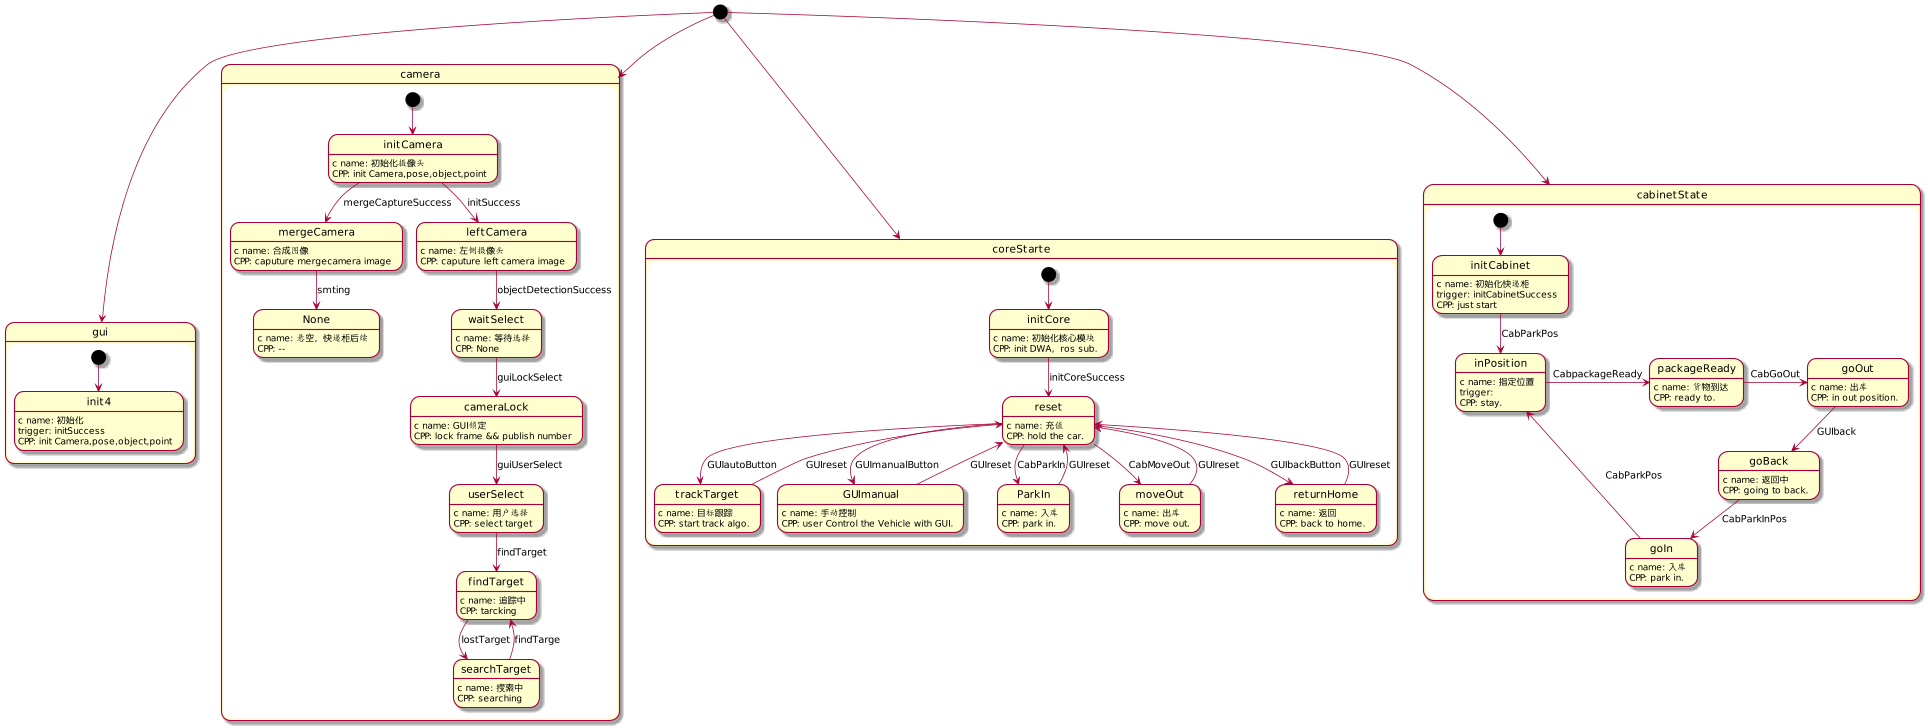 gui
init4
c name: 初始化
trigger: initSuccess
CPP: init Camera,pose,object,point
camera
initCamera
c name: 初始化摄像头
CPP: init Camera,pose,object,point
mergeCaptureSuccess
initSuccess
mergeCamera
c name: 合成图像
CPP: caputure mergecamera image
leftCamera
c name: 左侧摄像头
CPP: caputure left camera image
smting
objectDetectionSuccess
None
c name: 悬空，快递柜后续
CPP: --
waitSelect
c name: 等待选择
CPP: None
guiLockSelect
cameraLock
c name: GUI锁定
CPP: lock frame && publish number
guiUserSelect
userSelect
c name: 用户选择
CPP: select target
findTarget
findTarget
c name: 追踪中
CPP: tarcking
lostTarget
findTarge
searchTarget
c name: 搜索中
CPP: searching
coreStarte
initCore
c name: 初始化核心模块
CPP: init DWA，ros sub.
initCoreSuccess
reset
c name: 充值
CPP: hold the car.
GUIautoButton
GUIreset
GUImanualButton
GUIreset
CabParkIn
GUIreset
CabMoveOut
GUIreset
GUIbackButton
GUIreset
trackTarget
c name: 目标跟踪
CPP: start track algo.
GUImanual
c name: 手动控制
CPP: user Control the Vehicle with GUI.
ParkIn
c name: 入库
CPP: park in.
moveOut
c name: 出库
CPP: move out.
returnHome
c name: 返回
CPP: back to home.
cabinetState
initCabinet
c name: 初始化快递柜
trigger: initCabinetSuccess
CPP: just start
CabParkPos
inPosition
c name: 指定位置
trigger:
CPP: stay.
CabpackageReady
packageReady
c name: 货物到达
CPP: ready to.
CabGoOut
goOut
c name: 出库
CPP: in out position.
GUIback
goBack
c name: 返回中
CPP: going to back.
CabParkPos
CabParkInPos
goIn
c name: 入库
CPP: park in.